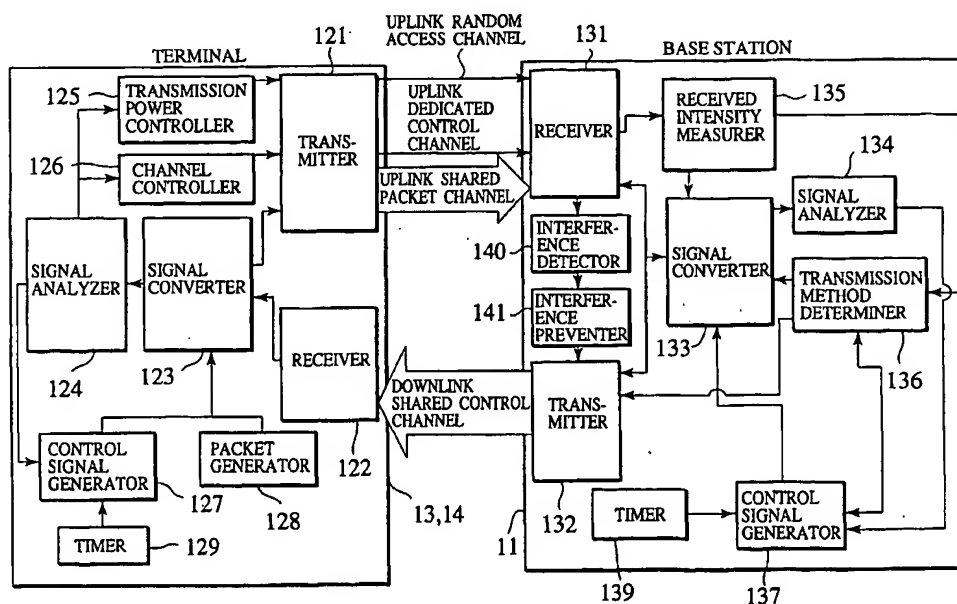 UPLINK RANDOM
ACCESS CHANNEL
TERMINAL
121
131
BASE STATION
125
TRANSMISSION
POWER
CONTROLLER
126
CHANNEL
CONTROLLER
TRANS-
MITTER
UPLINK
DEDICATED
CONTROL
CHANNEL
UPLINK SHARED
PACKET CHANNEL
RECEIVER
RECEIVED
INTENSITY
MEASURER
135
134
SIGNAL
ANALYZER
SIGNAL
ANALYZER
124
SIGNAL
CONVERTER
123
RECEIVER
122
140
INTERFER-
ENCE
DETECTOR
141
INTERFER-
ENCE
PREVENTER
SIGNAL
CONVERTER
133
TRANSMISSION
METHOD
DETERMINER
136
DOWNLINK
SHARED CONTROL
CHANNEL
TRANS-
MITTER
132
CONTROL
SIGNAL
GENERATOR
127
PACKET
GENERATOR
128
TIMER
129
13,14
11
TIMER
139
CONTROL
SIGNAL
GENERATOR
137